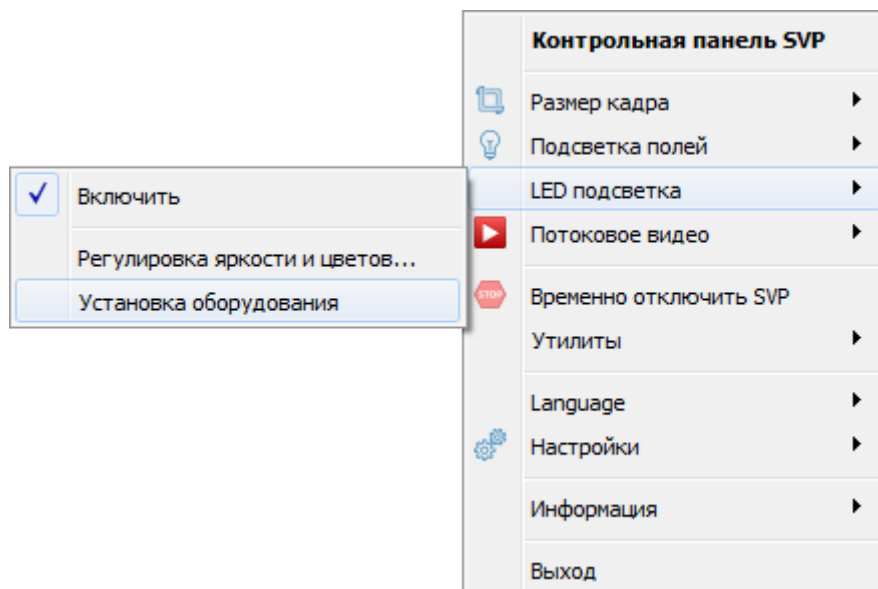 Контрольная панель SVP
Размер кадра
Подсветка полей
LED подсветка
Включить
Регулировка яркости и цветов...
Установка оборудования
Потоковое видео
STOP
Временно отключить SVP
Утилиты
Language
Настройки
Информация
Выход